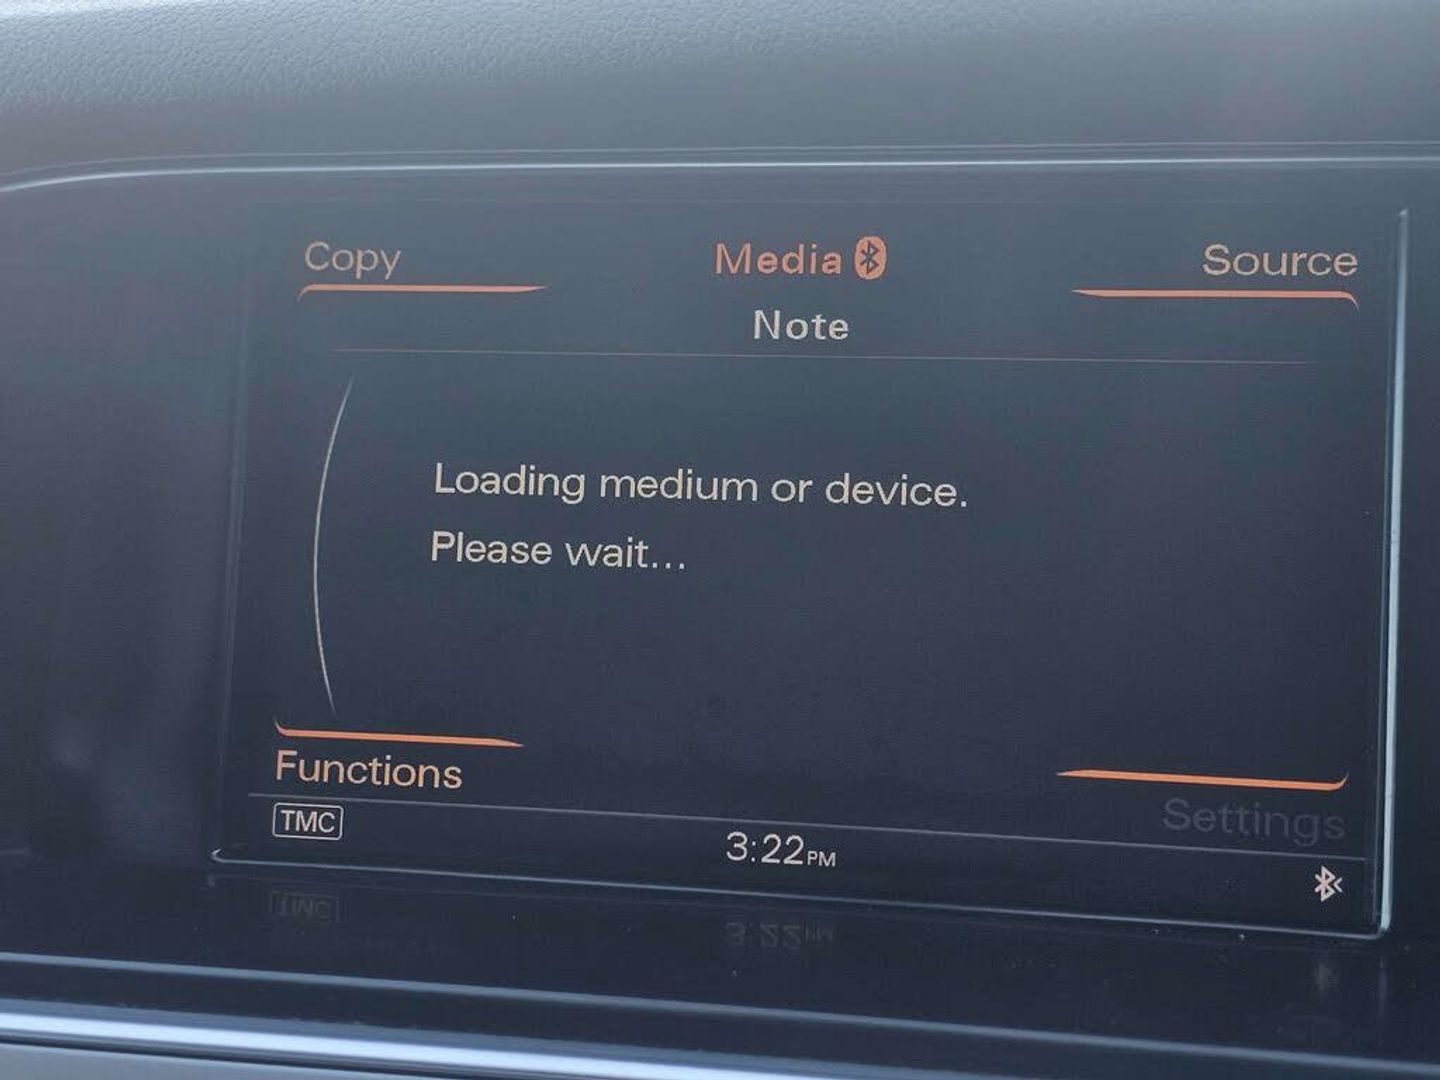 Copy
Media
Source
Note
Loading medium or device.
Please wait...
Functions
Settings
TMC
3:22PM